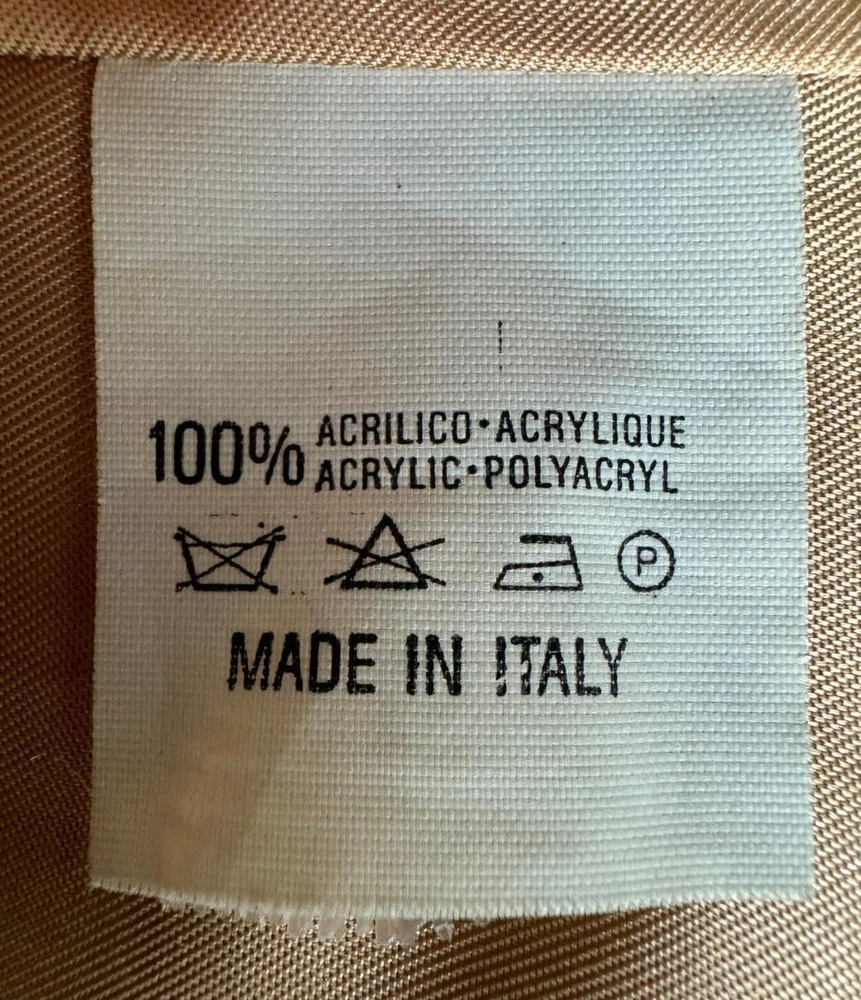 100% ACRILICO•ACRYLIQUE
ACRYLIC•POLYACRYL
P
MADE IN ITALY